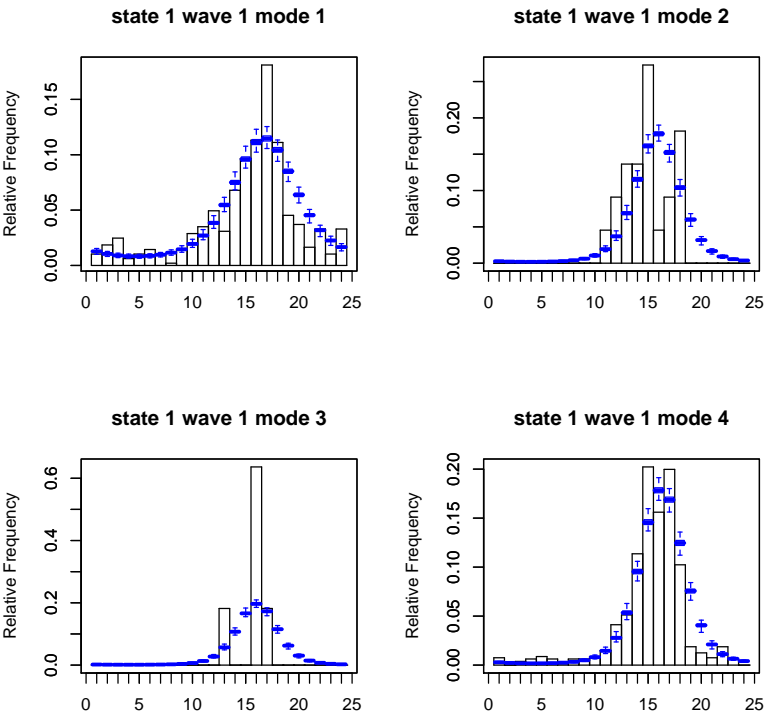 state 1 wave 1 mode 1
Relative Frequency
0.00 0.05 0.10 0.15
0 5 10 15 20 25
state 1 wave 1 mode 2
Relative Frequency
0.00 0.10 0.20
0 5 10 15 20 25
state 1 wave 1 mode 3
Relative Frequency
0.0 0.2 0.4 0.6
0 5 10 15 20 25
state 1 wave 1 mode 4
Relative Frequency
0.00 0.05 0.10 0.15 0.20
0 5 10 15 20 25